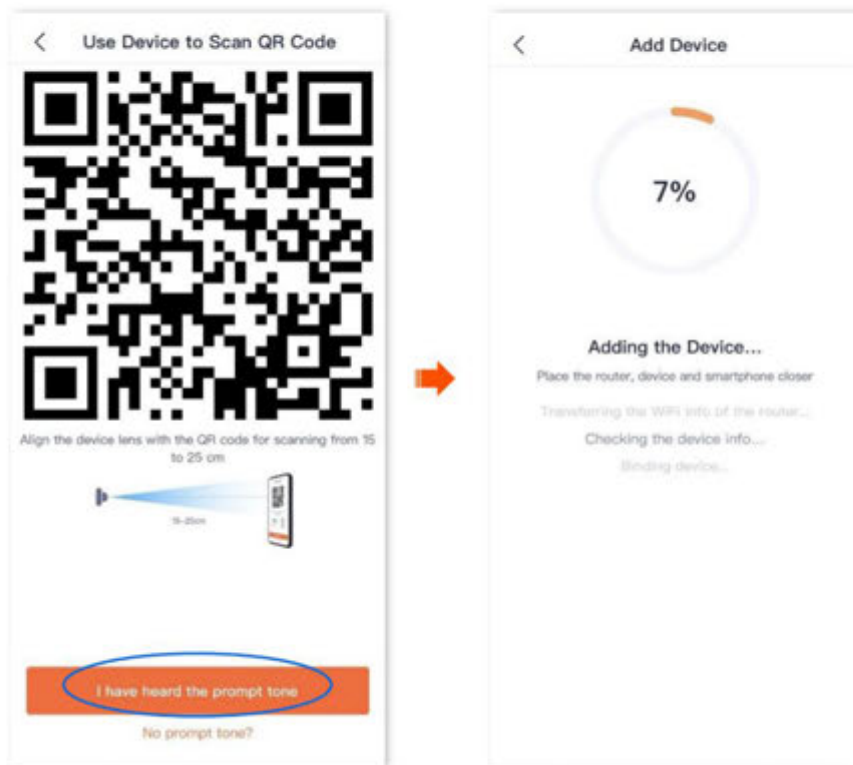 Use Device to Scan QR Code
Align the device lens with the QR code for scanning from 15
to 25 cm
15-25cm
I have heard the prompt tone
No prompt tone?
Add Device
7%
Adding the Device...
Place the router, device and smartphone closer
Transferring the WiFi info of the router...
Checking the device info...
Binding device...